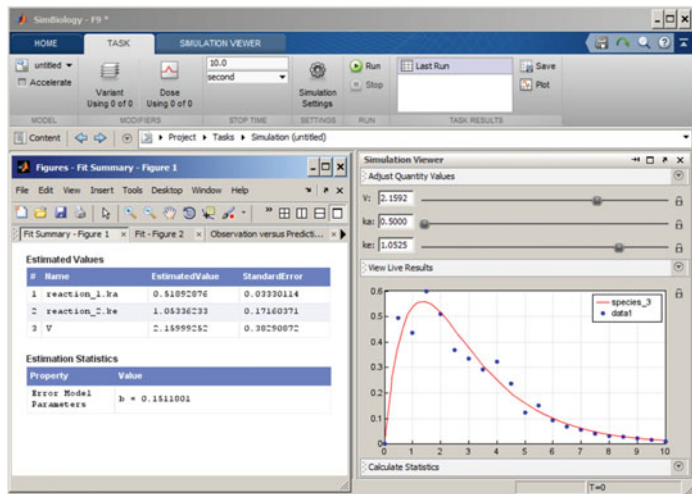 SimBiology - F9 *
HOME TASK SIMULATION VIEWER
untitled
Accelerate
Variant
Using 0 of 0
Dose
Using 0 of 0
10.0
second
Simulation
Settings
Run
Stop
Last Run
Save
Plot
MODEL MODIFIERS STOP TIME SETTINGS RUN TASK RESULTS
Content Project Tasks Simulation (untitled)
Figures - Fit Summary - Figure 1
File Edit View Insert Tools Desktop Window Help
Fit Summary - Figure 1 × Fit - Figure 2 × Observation versus Predicti... ×
Estimated Values
# Name EstimatedValue StandardError
1 reaction_1.ka 0.51892876 0.03330114
2 reaction_2.ke 1.05336233 0.17160371
3 V 2.15999252 0.38290872
Estimation Statistics
Property Value
Error Model
Parameters
b = 0.1511801
Simulation Viewer
Adjust Quantity Values
V: 2.1592
ka: 0.5000
ke: 1.0525
View Live Results
species_3
data1
0.6
0.5
0.4
0.3
0.2
0.1
0
0 1 2 3 4 5 6 7 8 9 10
Calculate Statistics
T=0